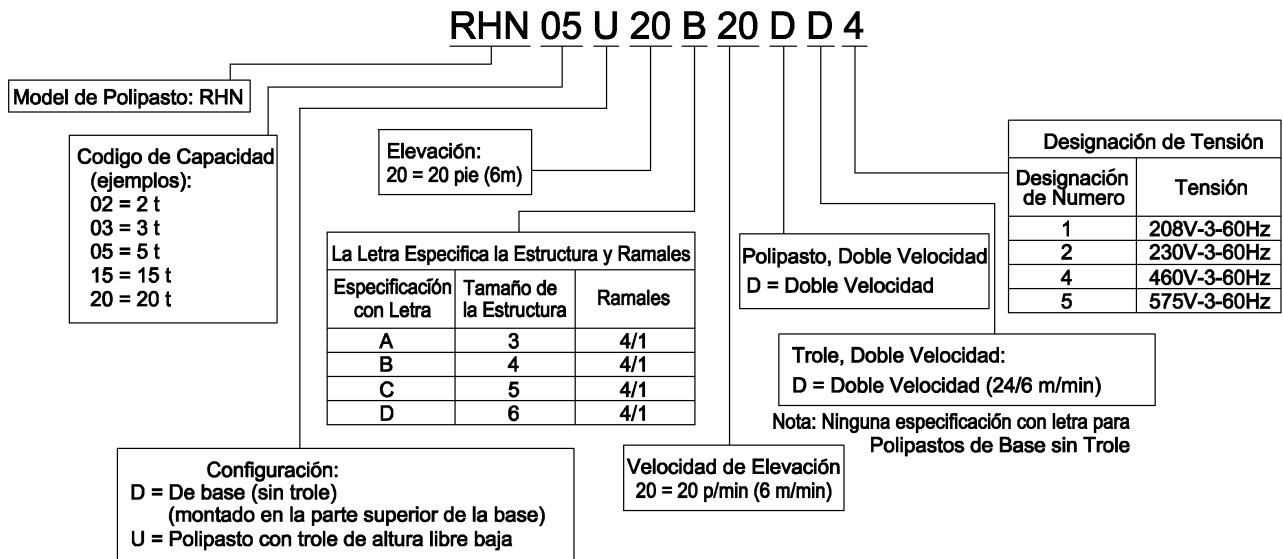 RHN 05 U 20 B 20 D D 4
Model de Polipasto: RHN
Codigo de Capacidad
(ejemplos):
02 = 2 t
03 = 3 t
05 = 5 t
15 = 15 t
20 = 20 t
Elevación:
20 = 20 pie (6m)
La Letra Especifica la Estructura y Ramales
Especificación con Letra Tamaño de la Estructura Ramales
A 3 4/1
B 4 4/1
C 5 4/1
D 6 4/1
Configuración:
D = De base (sin trole)
(montado en la parte superior de la base)
U = Polipasto con trole de altura libre baja
Velocidad de Elevación
20 = 20 p/min (6 m/min)
Polipasto, Doble Velocidad
D = Doble Velocidad
Trole, Doble Velocidad:
D = Doble Velocidad (24/6 m/min)
Nota: Ninguna especificación con letra para
Polipastos de Base sin Trole
Designación de Tensión
Designación de Numero Tensión
1 208V-3-60Hz
2 230V-3-60Hz
4 460V-3-60Hz
5 575V-3-60Hz